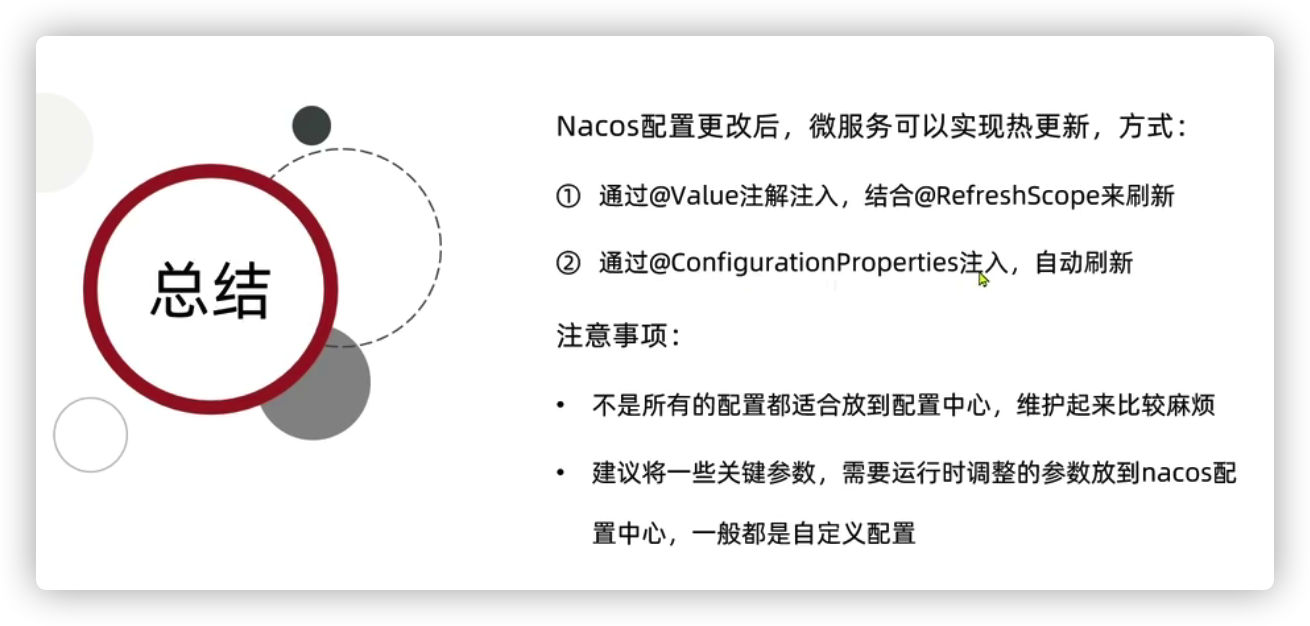 总结
Nacos配置更改后，微服务可以实现热更新，方式：
① 通过@Value注解注入，结合@RefreshScope来刷新
② 通过@ConfigurationProperties注入，自动刷新
注意事项：
• 不是所有的配置都适合放到配置中心，维护起来比较麻烦
• 建议将一些关键参数，需要运行时调整的参数放到nacos配
置中心，一般都是自定义配置